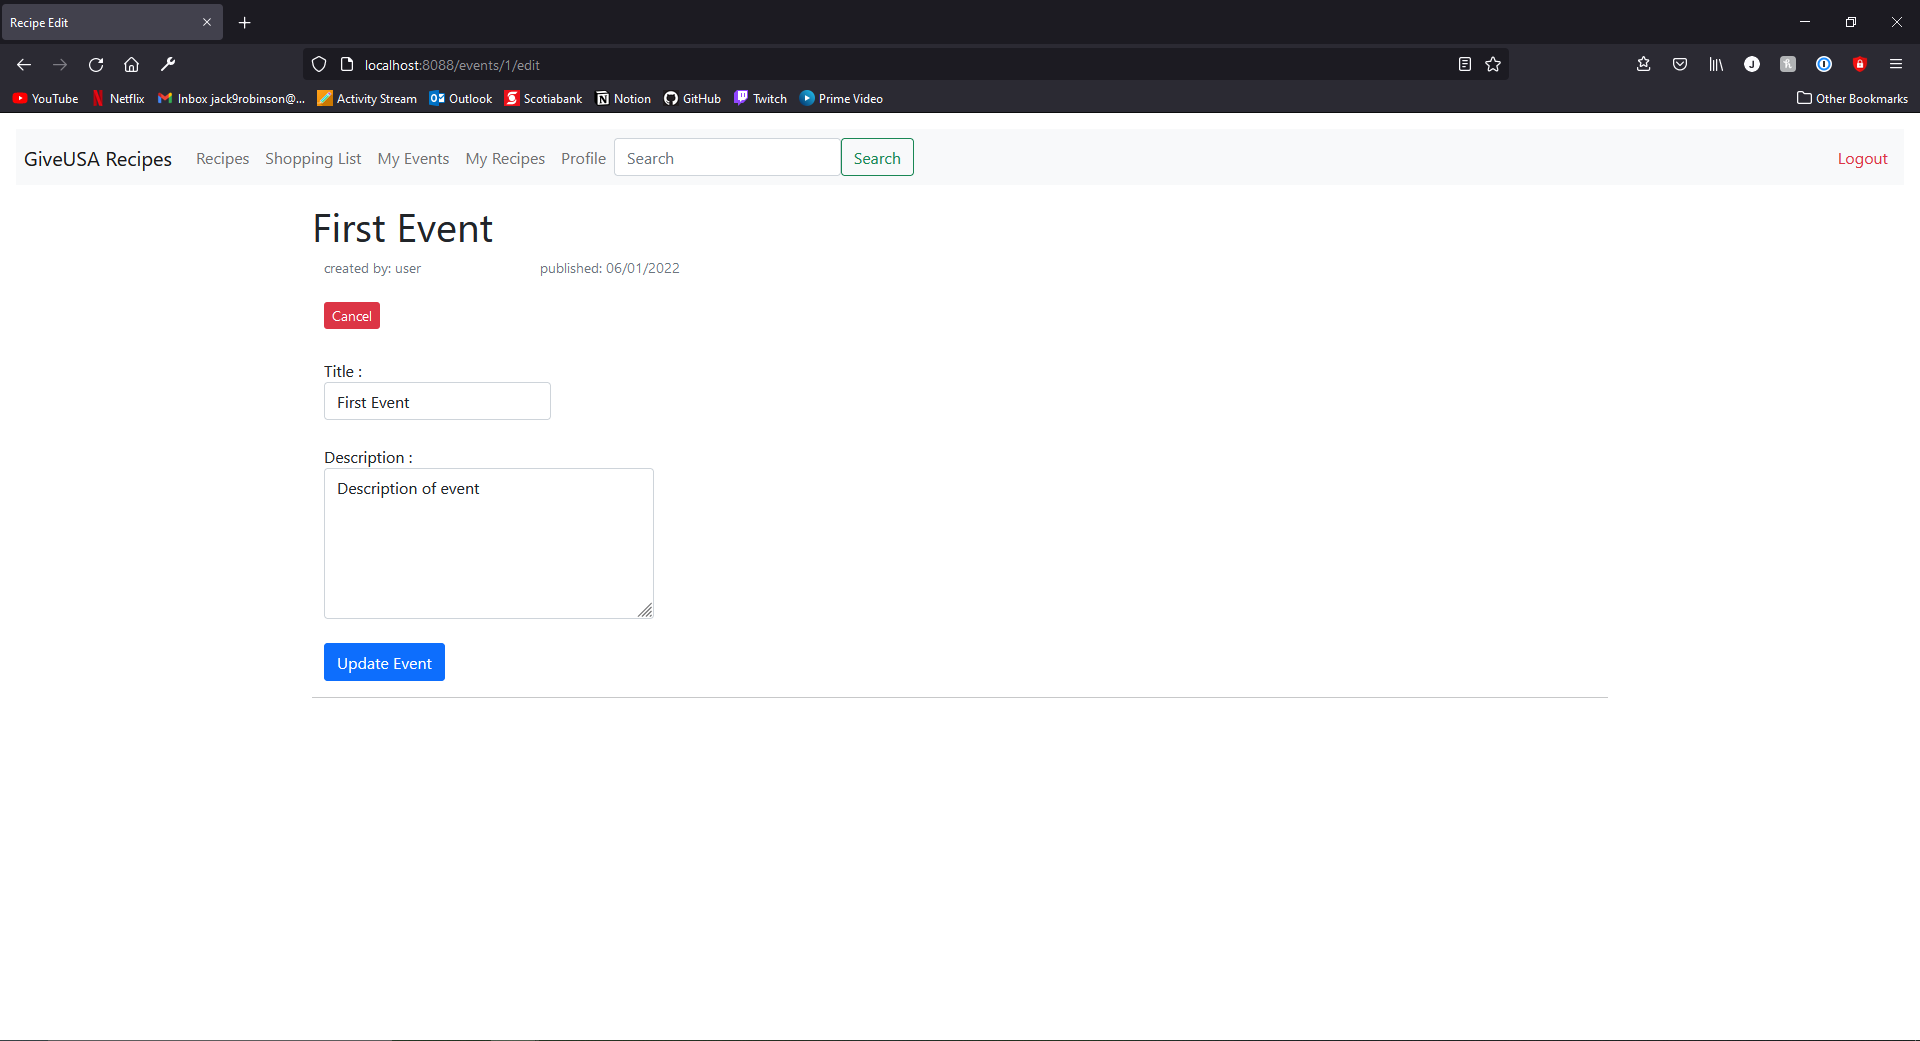 Recipe Edit
localhost:8088/events/1/edit
YouTube Netflix Inbox jack9robinson@... Activity Stream Outlook Scotiabank Notion GitHub Twitch Prime Video Other Bookmarks
GiveUSA Recipes Recipes Shopping List My Events My Recipes Profile Search Search Logout
First Event
created by: user published: 06/01/2022
Cancel
Title :
First Event
Description :
Description of event
Update Event